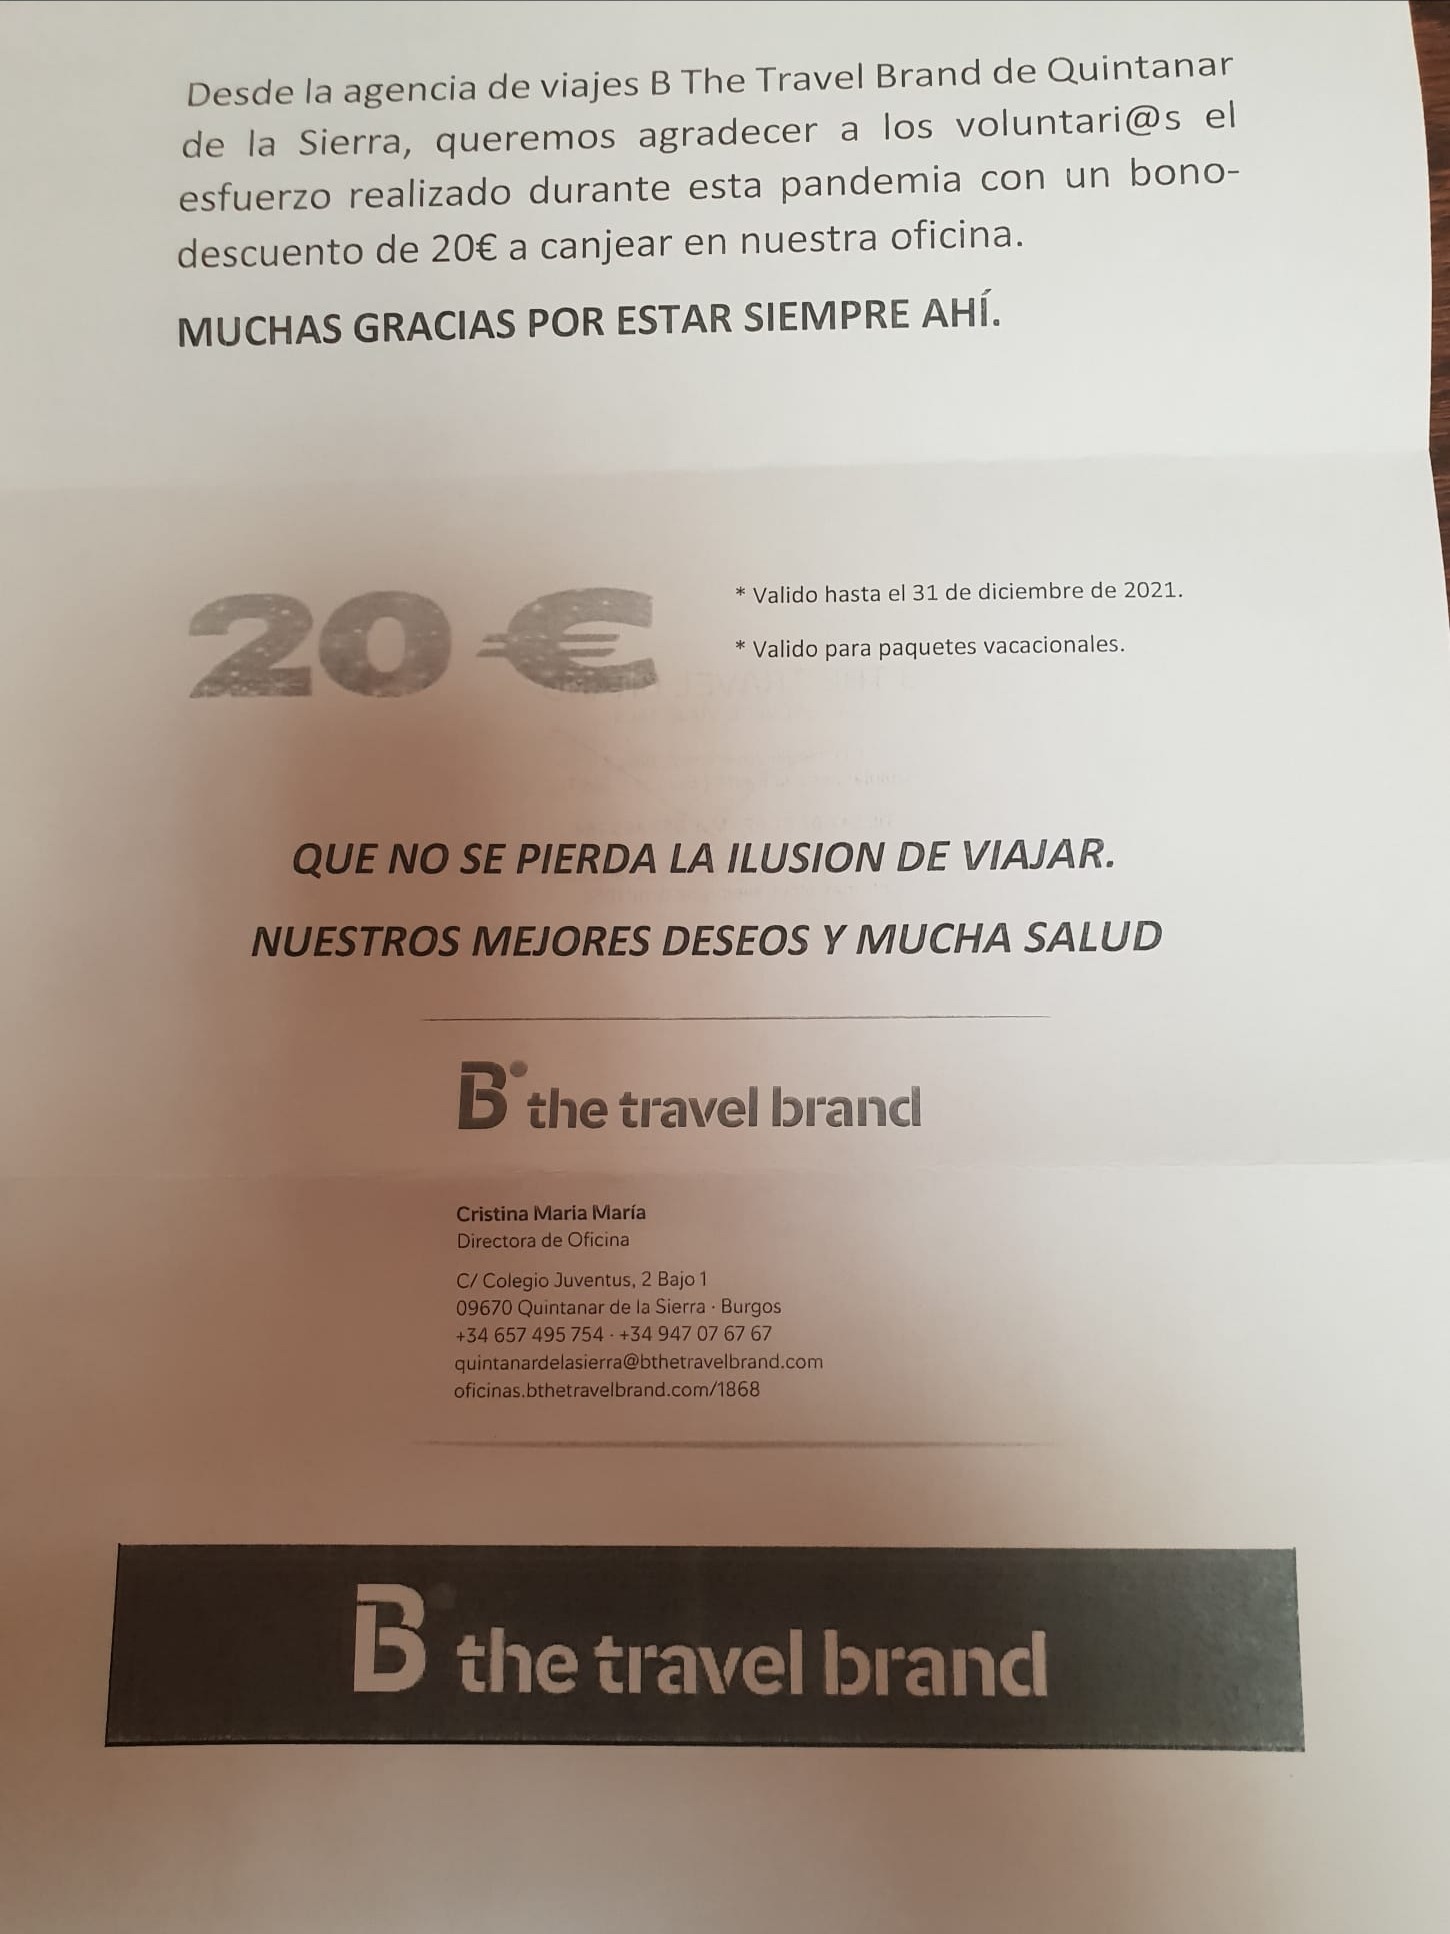 Desde la agencia de viajes B The Travel Brand de Quintanar
de la Sierra, queremos agradecer a los voluntari@s el
esfuerzo realizado durante esta pandemia con un bono-
descuento de 20€ a canjear en nuestra oficina.
MUCHAS GRACIAS POR ESTAR SIEMPRE AHÍ.
20 €
* Valido hasta el 31 de diciembre de 2021.
* Valido para paquetes vacacionales.
QUE NO SE PIERDA LA ILUSION DE VIAJAR.
NUESTROS MEJORES DESEOS Y MUCHA SALUD
B the travel brand
Cristina Maria María
Directora de Oficina
C/ Colegio Juventus, 2 Bajo 1
09670 Quintanar de la Sierra · Burgos
+34 657 495 754 · +34 947 07 67 67
quintanardelasierra@bthetravelbrand.com
oficinas.bthetravelbrand.com/1868
B the travel brand